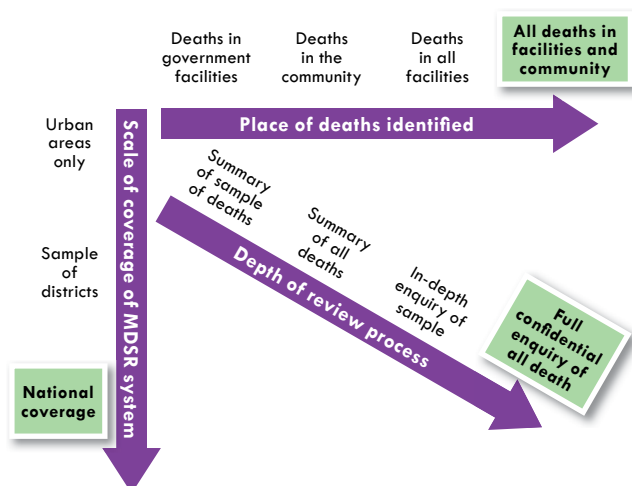 Deaths in
government
facilities
Deaths
in the
community
Deaths
in all
facilities
All deaths in
facilities and
community
Place of deaths identified
Urban
areas
only
Sample
of
districts
National
coverage
Scale of coverage of MDSR system
Summary
of sample
of deaths
Summary
of all
deaths
In-depth
enquiry of
sample
Full
confidential
enquiry of
all death
Depth of review process